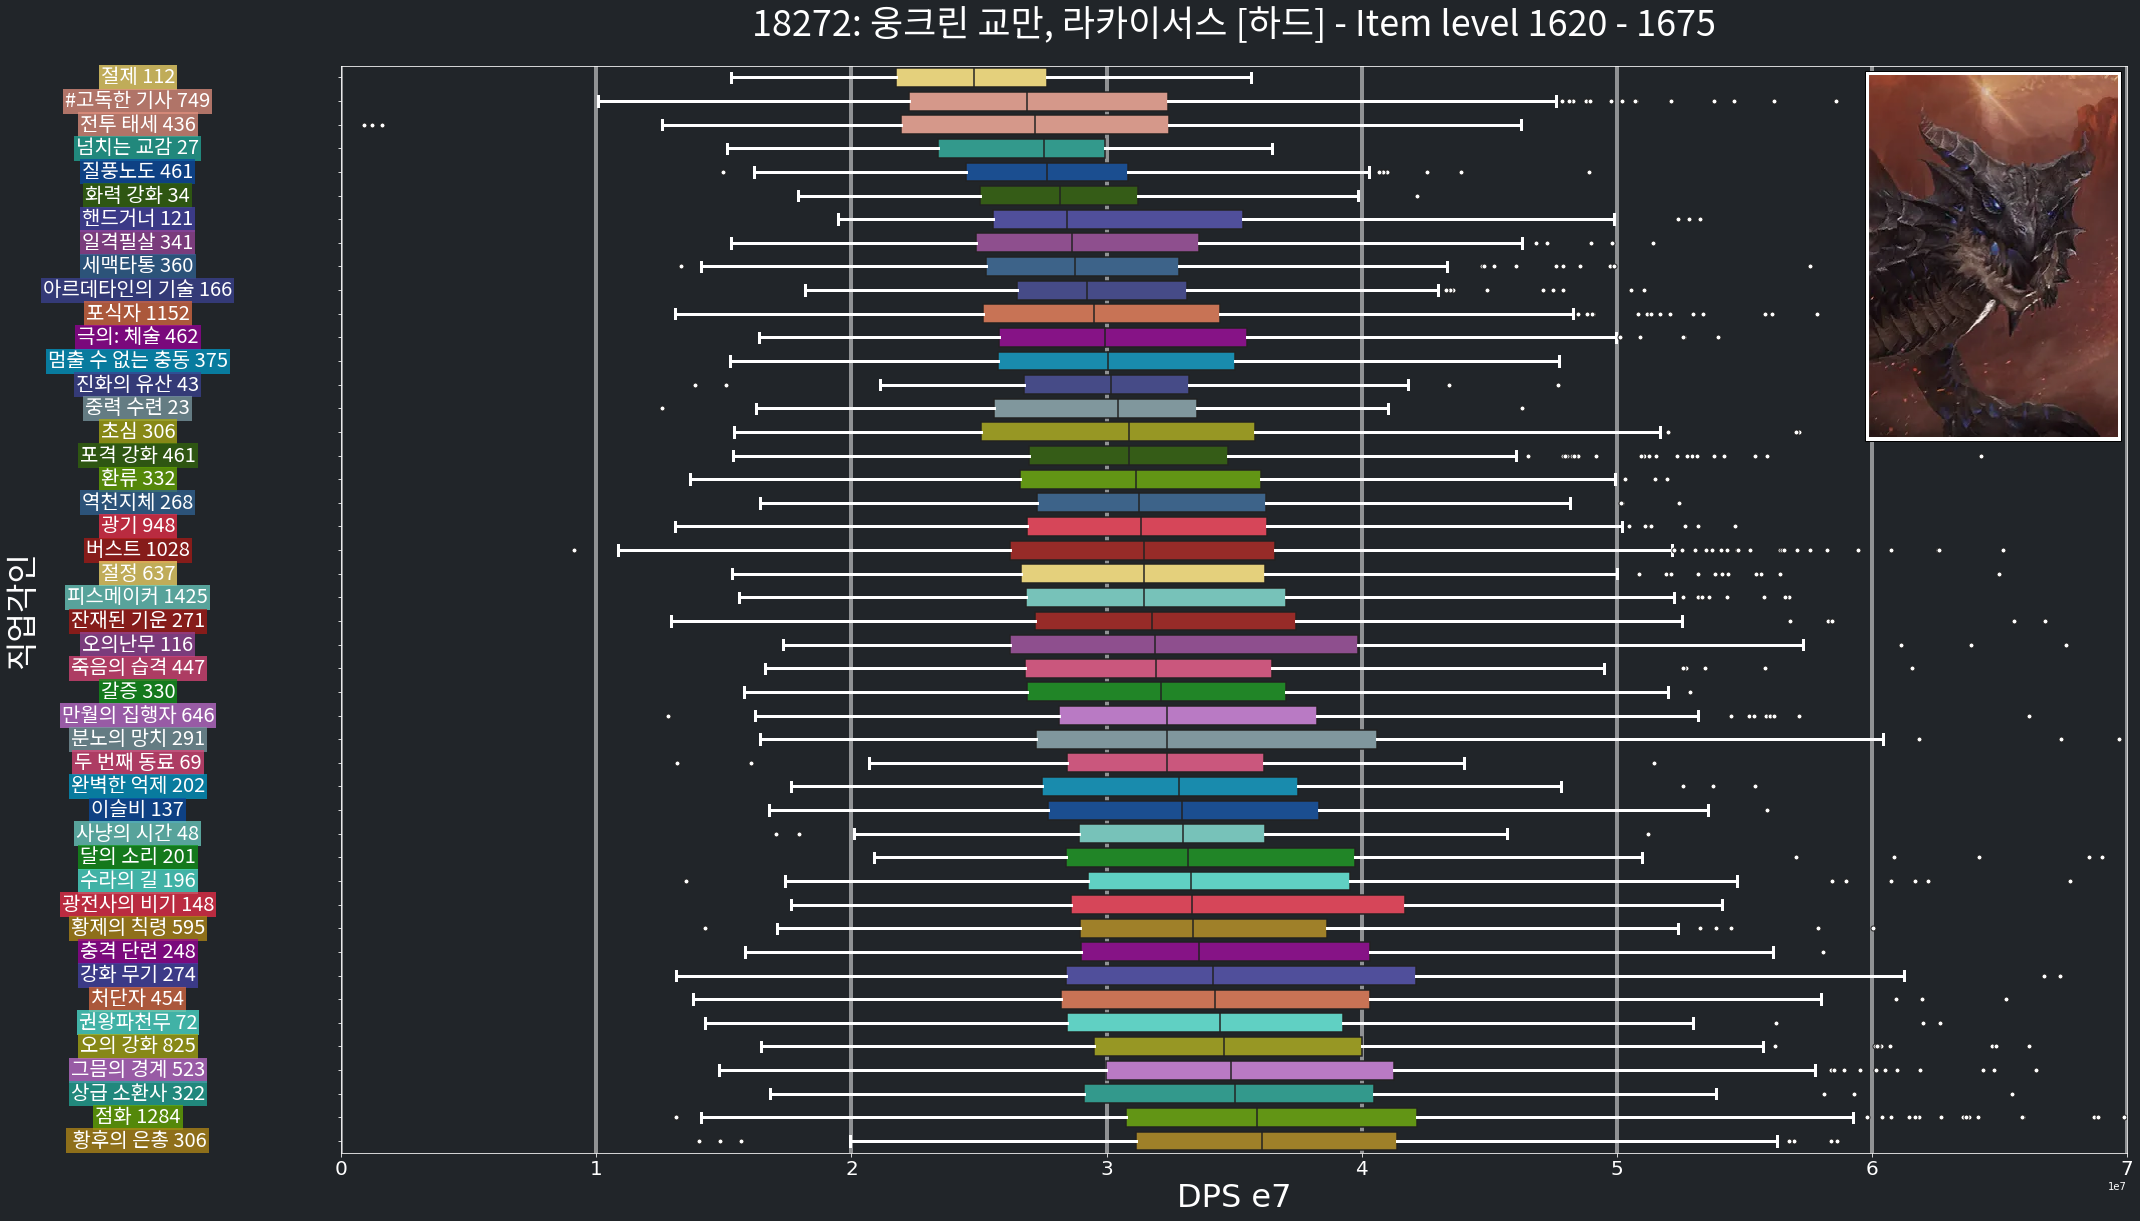 18272: 웅크린 교만, 라카이서스 [하드] - Item level 1620 - 1675
직업각인
절제 112
#고독한 기사 749
전투 태세 436
넘치는 교감 27
질풍노도 461
화력 강화 34
핸드거너 121
일격필살 341
세맥타통 360
아르데타인의 기술 166
포식자 1152
극의: 체술 462
멈출 수 없는 충동 375
진화의 유산 43
중력 수련 23
초심 306
포격 강화 461
환류 332
역천지체 268
광기 948
버스트 1028
절정 637
피스메이커 1425
잔재된 기운 271
오의난무 116
죽음의 습격 447
갈증 330
만월의 집행자 646
분노의 망치 291
두 번째 동료 69
완벽한 억제 202
이슬비 137
사냥의 시간 48
달의 소리 201
수라의 길 196
광전사의 비기 148
황제의 칙령 595
충격 단련 248
강화 무기 274
처단자 454
권왕파천무 72
오의 강화 825
그믐의 경계 523
상급 소환사 322
점화 1284
황후의 은총 306
0 1 2 3 4 5 6 7
DPS e7
1e7